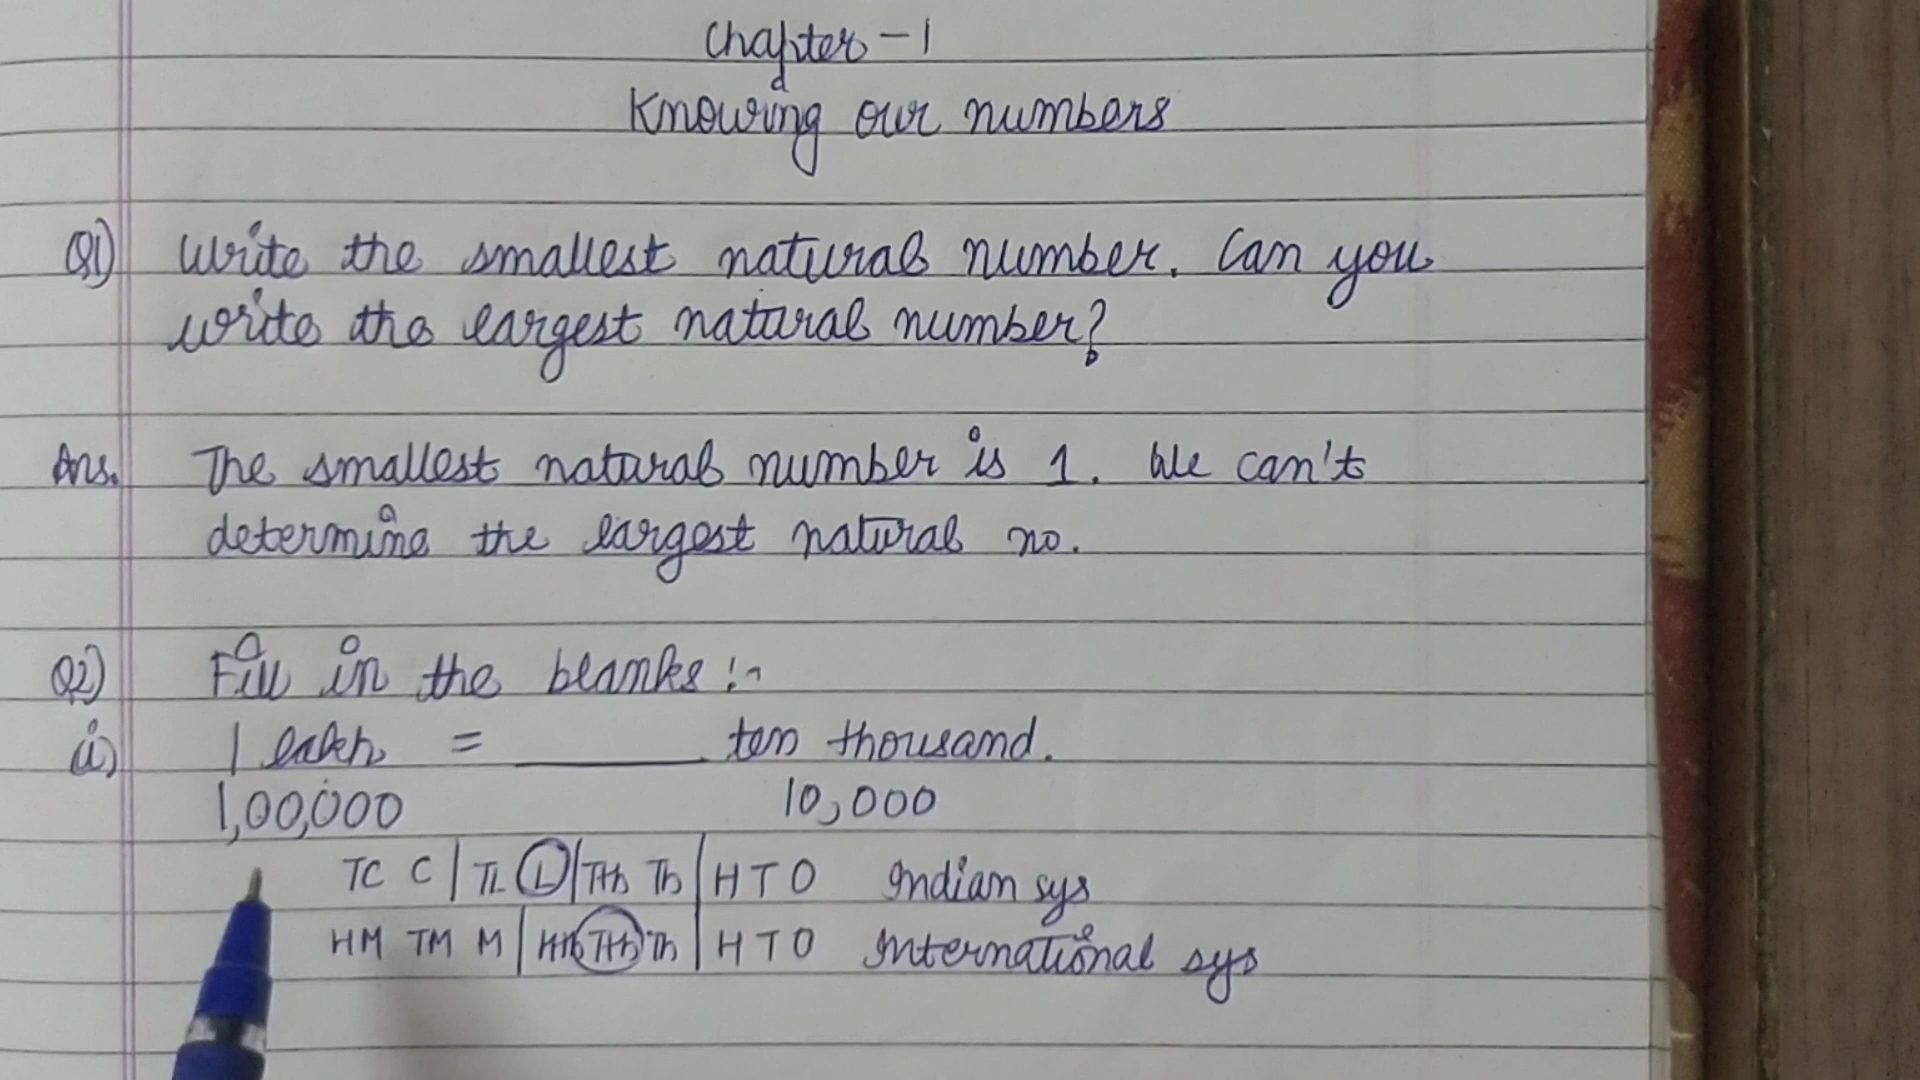 Chapter - 1
Knowing our numbers
Q1) Write the smallest natural number. Can you
write the largest natural number?
Ans. The smallest natural number is 1. We can't
determine the largest natural no.
Q2) Fill in the blanks :-
(i) 1 lakh = ______ ten thousand.
1,00,000 10,000
TC C | TL L | TTh Th | H T O Indian sys
HM TM M | HTh TTh Th | H T O International sys